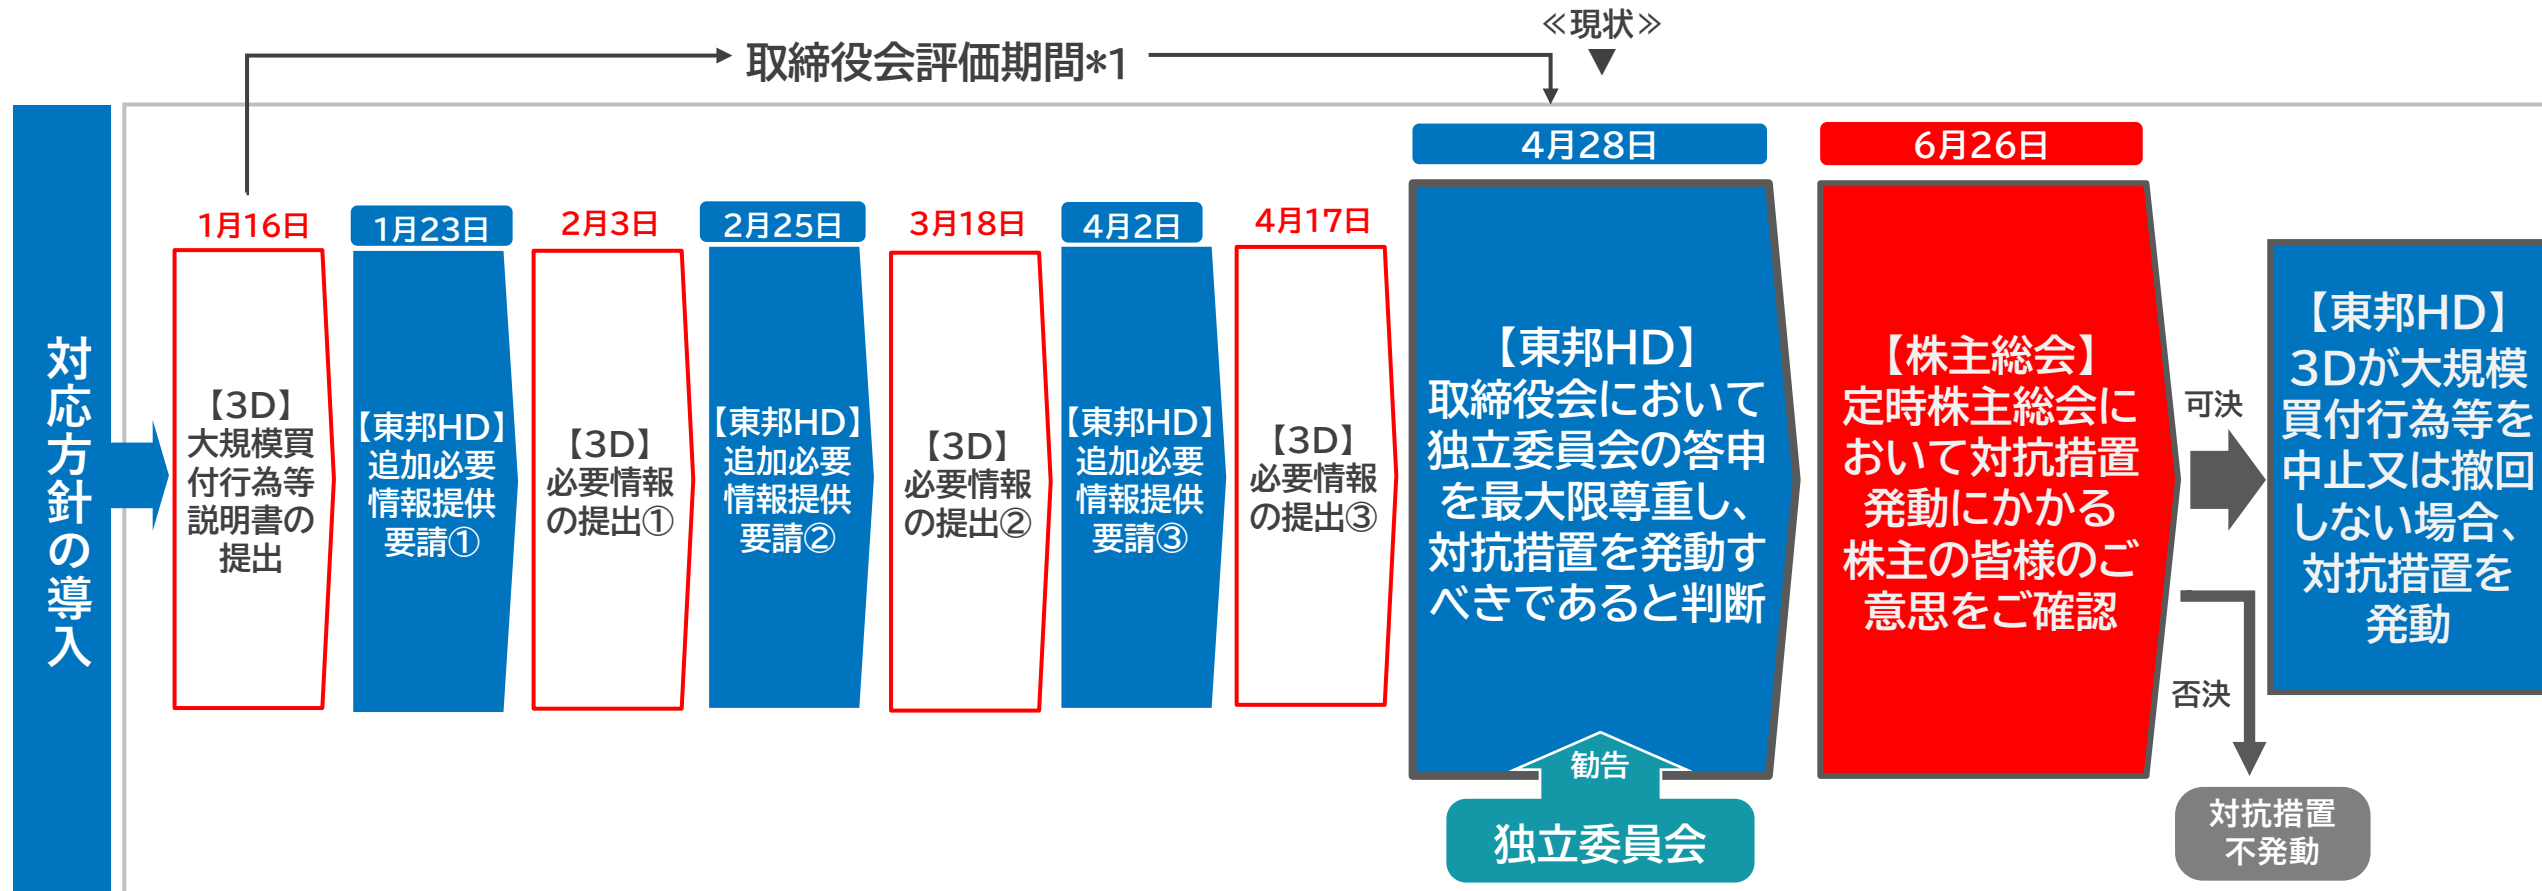 ≪現状≫
取締役会評価期間*1
対応方針の導入
1月16日
【3D】
大規模買
付行為等
説明書の
提出
1月23日
【東邦HD】
追加必要
情報提供
要請①
2月3日
【3D】
必要情報
の提出①
2月25日
【東邦HD】
追加必要
情報提供
要請②
3月18日
【3D】
必要情報
の提出②
4月2日
【東邦HD】
追加必要
情報提供
要請③
4月17日
【3D】
必要情報
の提出③
4月28日
【東邦HD】
取締役会において
独立委員会の答申
を最大限尊重し、
対抗措置を発動す
べきであると判断
勧告
独立委員会
6月26日
【株主総会】
定時株主総会に
おいて対抗措置
発動にかかる
株主の皆様のご
意思をご確認
可決
【東邦HD】
3Dが大規模
買付行為等を
中止又は撤回
しない場合、
対抗措置を
発動
否決
対抗措置
不発動